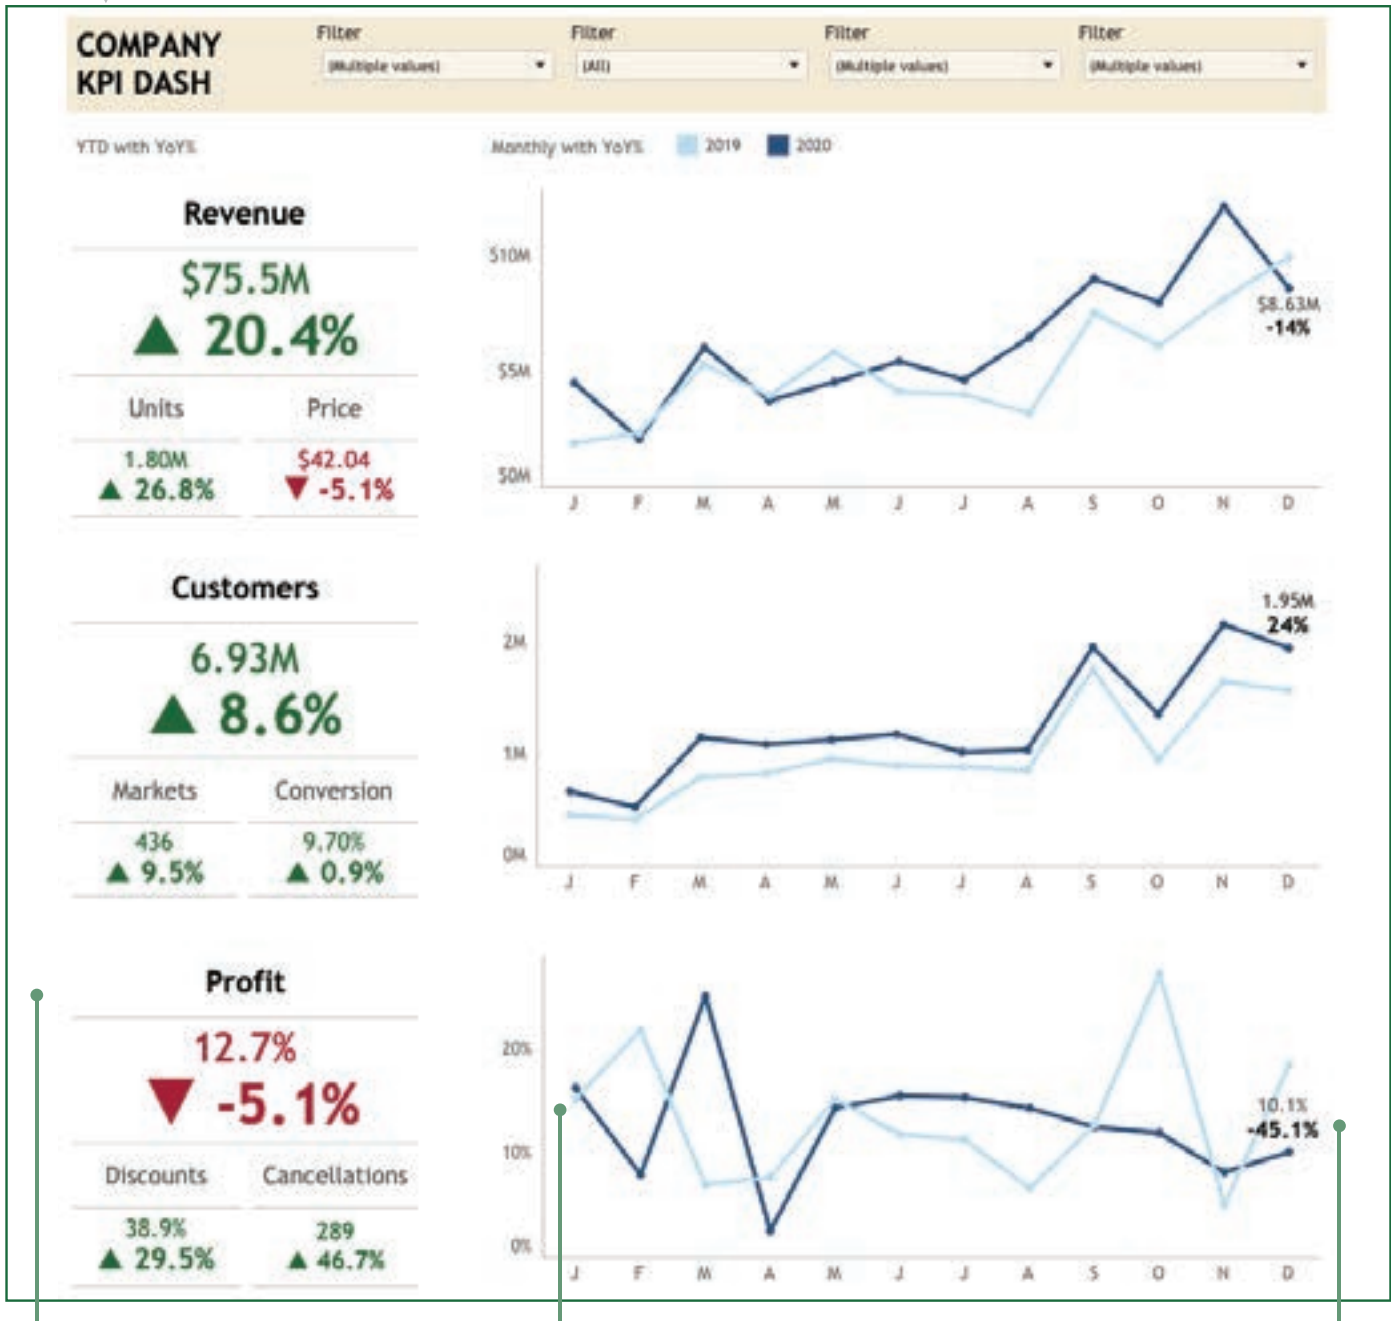 COMPANY
KPI DASH
Filter
(Multiple values)
Filter
(All)
Filter
(Multiple values)
Filter
(Multiple values)
YTD with YoY%
Monthly with YoY% 2019 2020
Revenue
$75.5M
▲ 20.4%
Units Price
1.80M $42.04
▲ 26.8% ▼ -5.1%
$10M
$5M
$0M
$8.63M
-14%
J F M A M J J A S O N D
Customers
6.93M
▲ 8.6%
Markets Conversion
436 9.70%
▲ 9.5% ▲ 0.9%
2M
1M
0M
1.95M
24%
J F M A M J J A S O N D
Profit
12.7%
▼ -5.1%
Discounts Cancellations
38.9% 289
▲ 29.5% ▲ 46.7%
20%
10%
0%
10.1%
-45.1%
J F M A M J J A S O N D